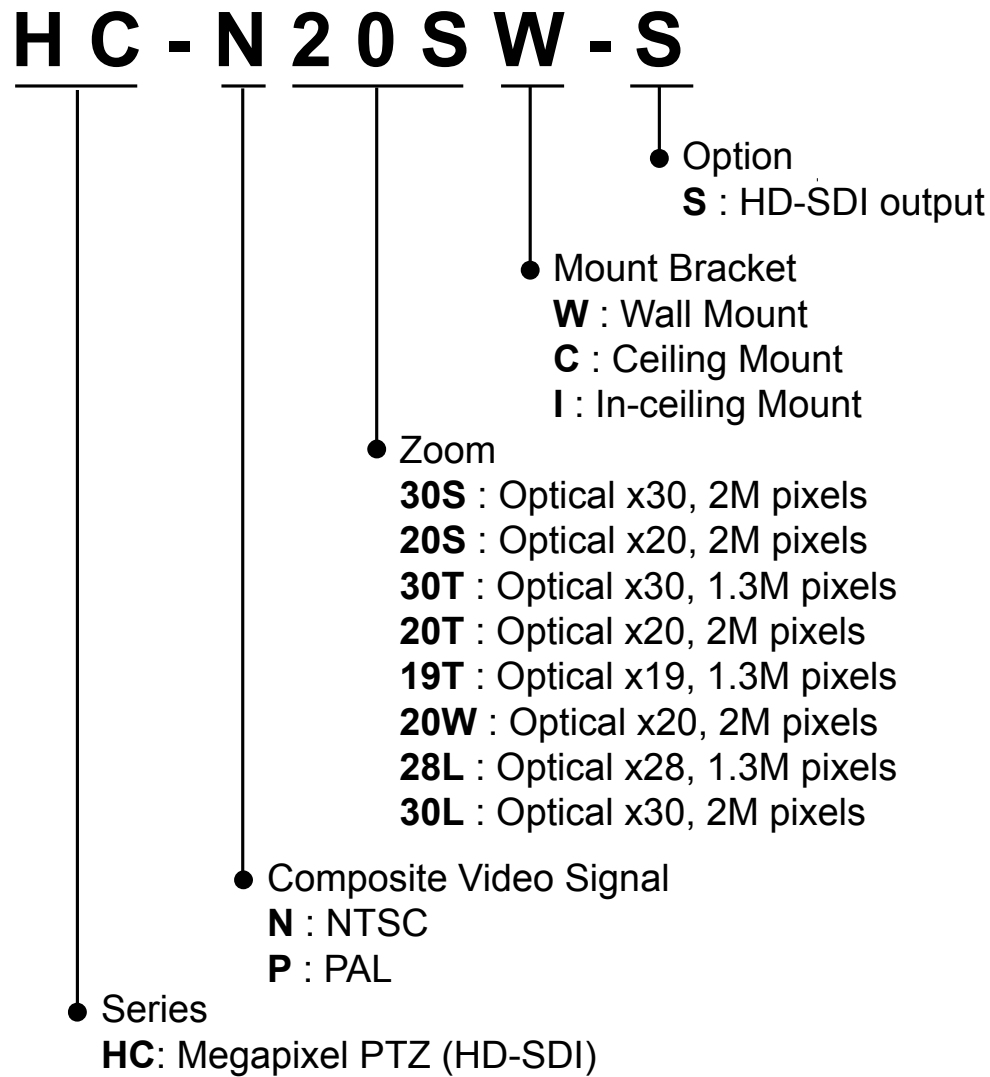 HC-N20SW-S
Option
S : HD-SDI output
Mount Bracket
W : Wall Mount
C : Ceiling Mount
I : In-ceiling Mount
Zoom
30S : Optical x30, 2M pixels
20S : Optical x20, 2M pixels
30T : Optical x30, 1.3M pixels
20T : Optical x20, 2M pixels
19T : Optical x19, 1.3M pixels
20W : Optical x20, 2M pixels
28L : Optical x28, 1.3M pixels
30L : Optical x30, 2M pixels
Composite Video Signal
N : NTSC
P : PAL
Series
HC: Megapixel PTZ (HD-SDI)